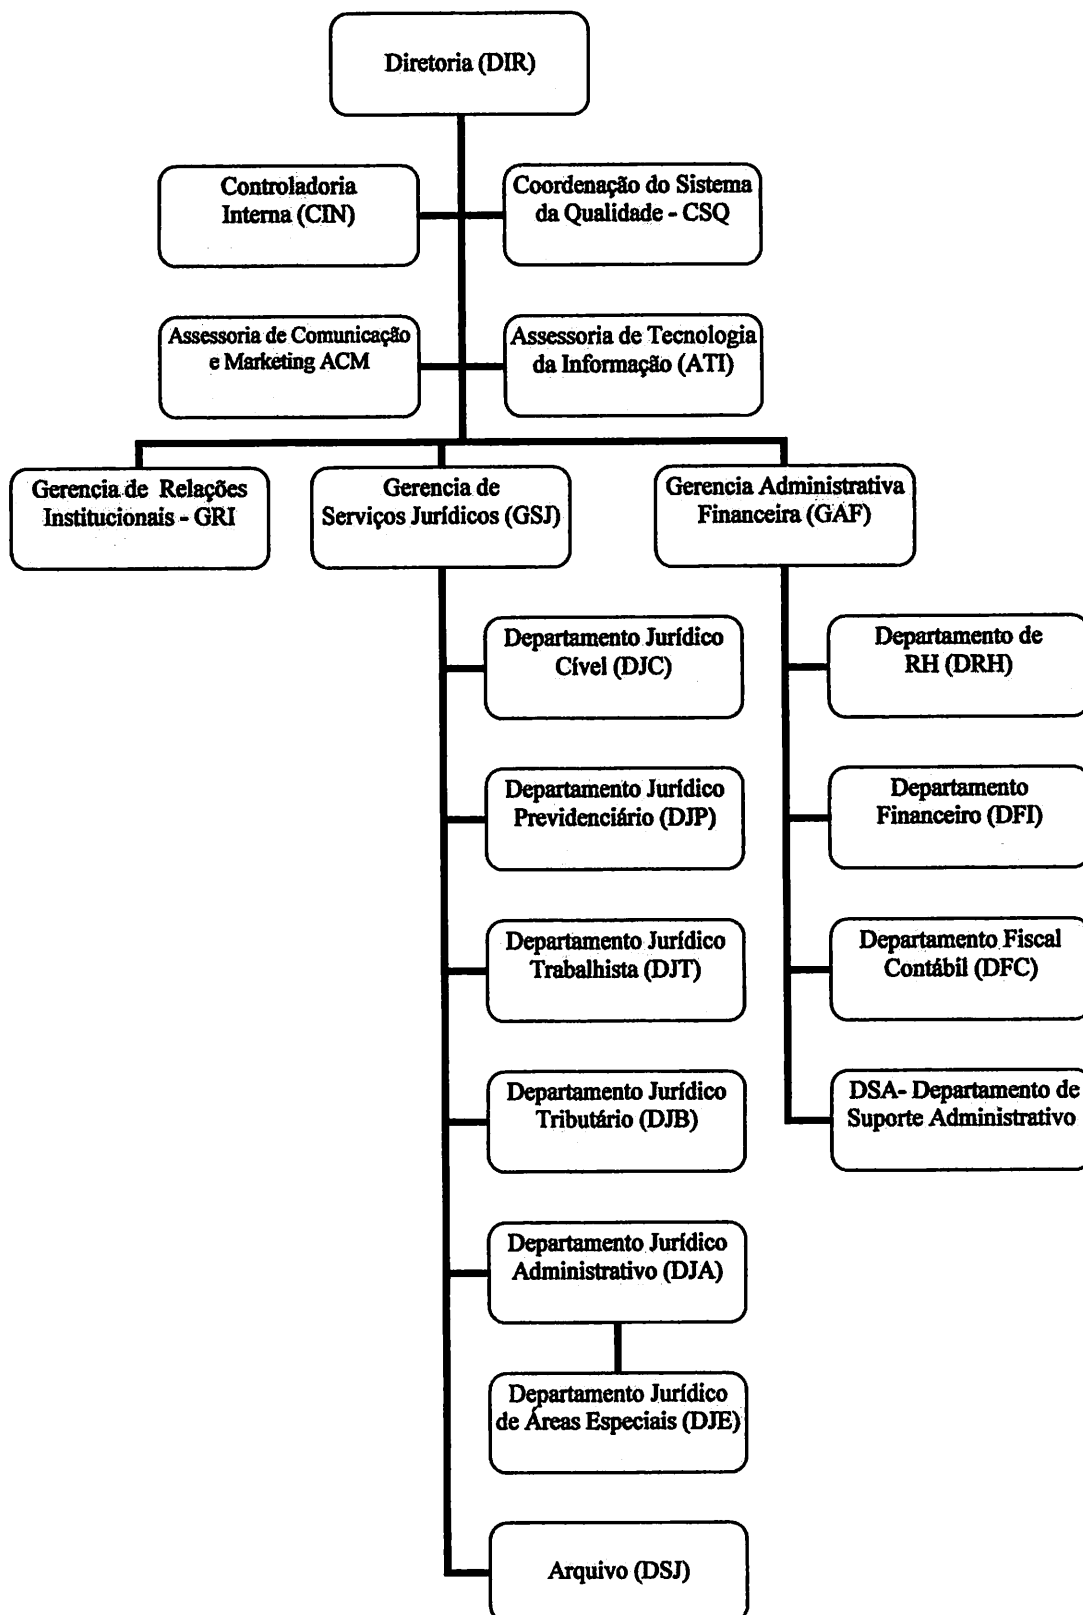 Diretoria (DIR)
Controladoria
Interna (CIN)
Coordenação do Sistema
da Qualidade - CSQ
Assessoria de Comunicação
e Marketing ACM
Assessoria de Tecnologia
da Informação (ATI)
Gerencia de Relações
Institucionais - GRI
Gerencia de
Serviços Jurídicos (GSJ)
Gerencia Administrativa
Financeira (GAF)
Departamento Jurídico
Cível (DJC)
Departamento de
RH (DRH)
Departamento Jurídico
Previdenciário (DJP)
Departamento
Financeiro (DFI)
Departamento Jurídico
Trabalhista (DJT)
Departamento Fiscal
Contábil (DFC)
Departamento Jurídico
Tributário (DJB)
DSA- Departamento de
Suporte Administrativo
Departamento Jurídico
Administrativo (DJA)
Departamento Jurídico
de Áreas Especiais (DJE)
Arquivo (DSJ)